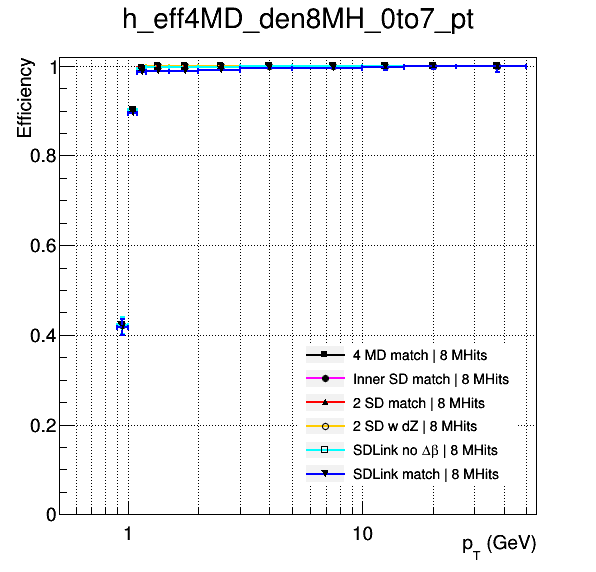 h_eff4MD_den8MH_0to7_pt
Efficiency
1
0.8
0.6
0.4
0.2
0
4 MD match | 8 MHits
Inner SD match | 8 MHits
2 SD match | 8 MHits
2 SD w dZ | 8 MHits
SDLink no Δβ | 8 MHits
SDLink match | 8 MHits
1
10
p_T (GeV)